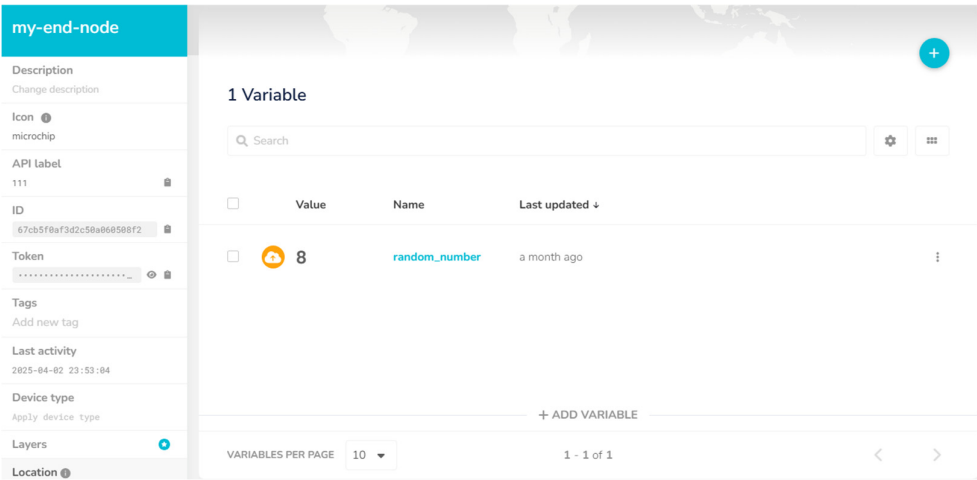 my-end-node
Description
Change description
Icon
microchip
API label
111
ID
67cb5f0af3d2c50a060508f2
Token
Tags
Add new tag
Last activity
2025-04-02 23:53:04
Device type
Apply device type
Layers
Location
1 Variable
Search
Value Name Last updated ↓
8 random_number a month ago
+ ADD VARIABLE
VARIABLES PER PAGE 10 1 - 1 of 1